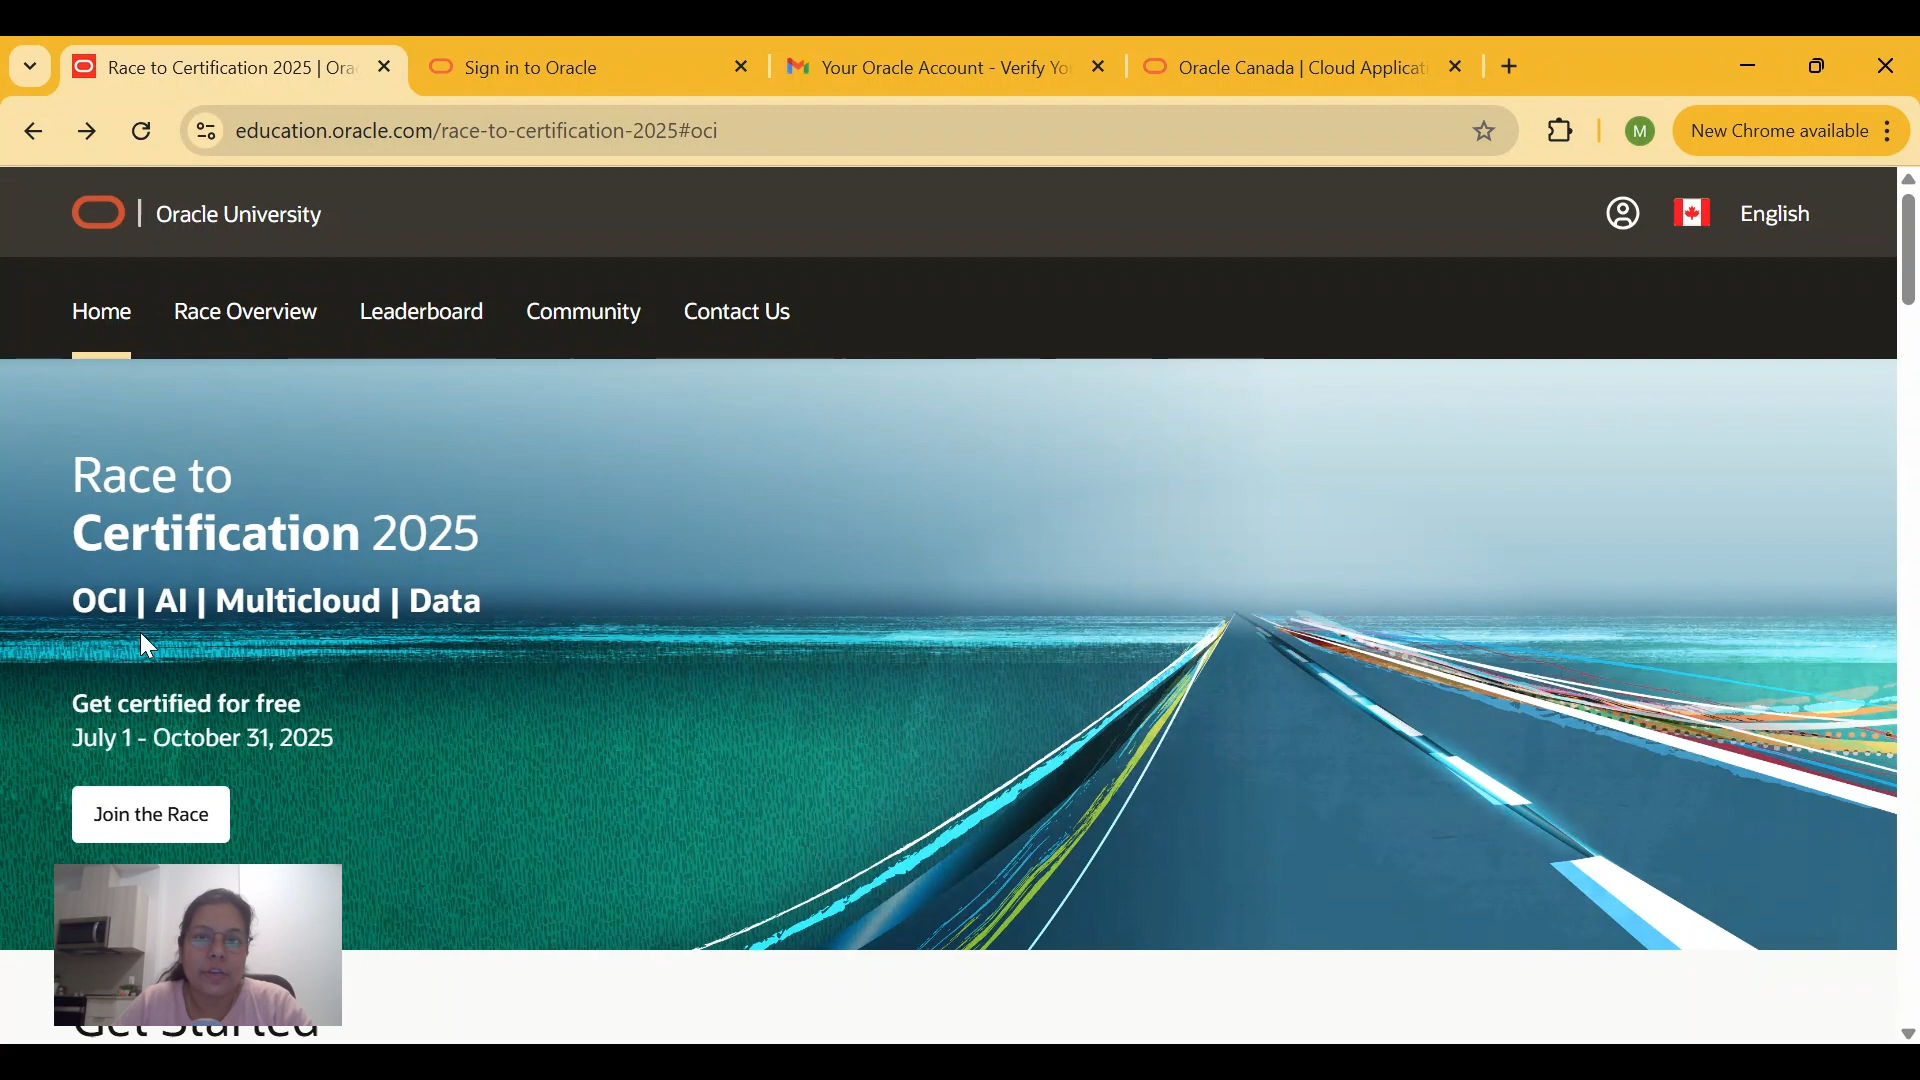 Race to Certification 2025 | Ora
Sign in to Oracle
Your Oracle Account - Verify Yo
Oracle Canada | Cloud Applicati
education.oracle.com/race-to-certification-2025#oci
M
New Chrome available
Oracle University
English
Home
Race Overview
Leaderboard
Community
Contact Us
Race to
Certification 2025
OCI | AI | Multicloud | Data
Get certified for free
July 1 - October 31, 2025
Join the Race
Get Started